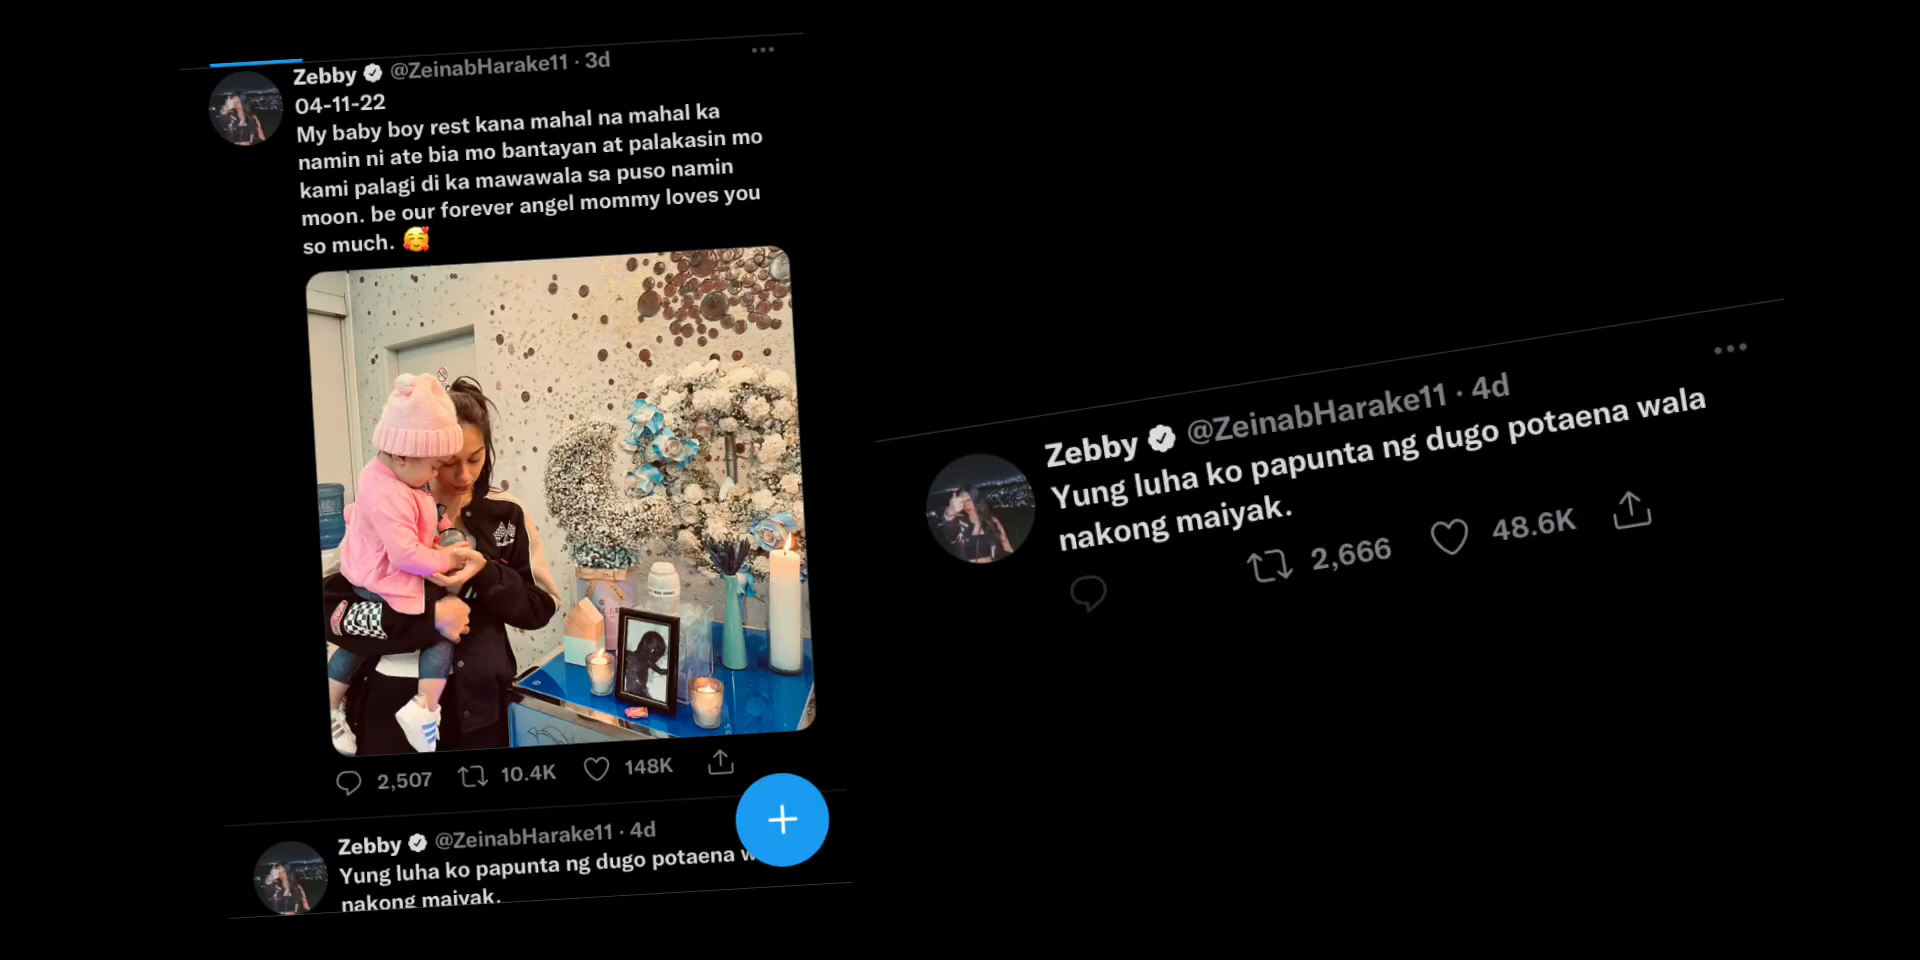 Zebby @ZeinabHarake11 · 3d
04-11-22
My baby boy rest kana mahal na mahal ka
namin ni ate bia mo bantayan at palakasin mo
kami palagi di ka mawawala sa puso namin
moon. be our forever angel mommy loves you
so much. 🥰
2,507 10.4K 148K
Zebby @ZeinabHarake11 · 4d
Yung luha ko papunta ng dugo potaena
nakong maiyak.
Zebby @ZeinabHarake11 · 4d
Yung luha ko papunta ng dugo potaena wala
nakong maiyak.
2,666 48.6K